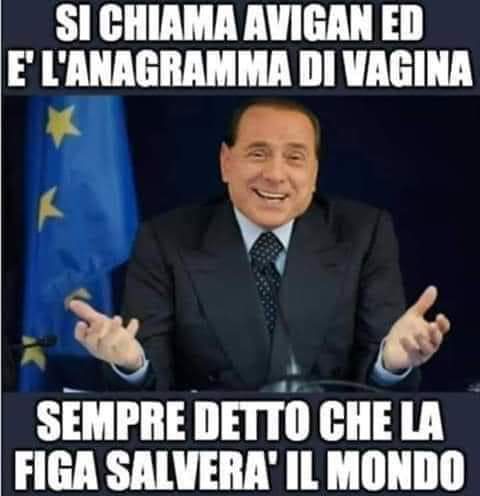 SI CHIAMA AVIGAN ED
E' L'ANAGRAMMA DI VAGINA
SEMPRE DETTO CHE LA
FIGA SALVERA' IL MONDO